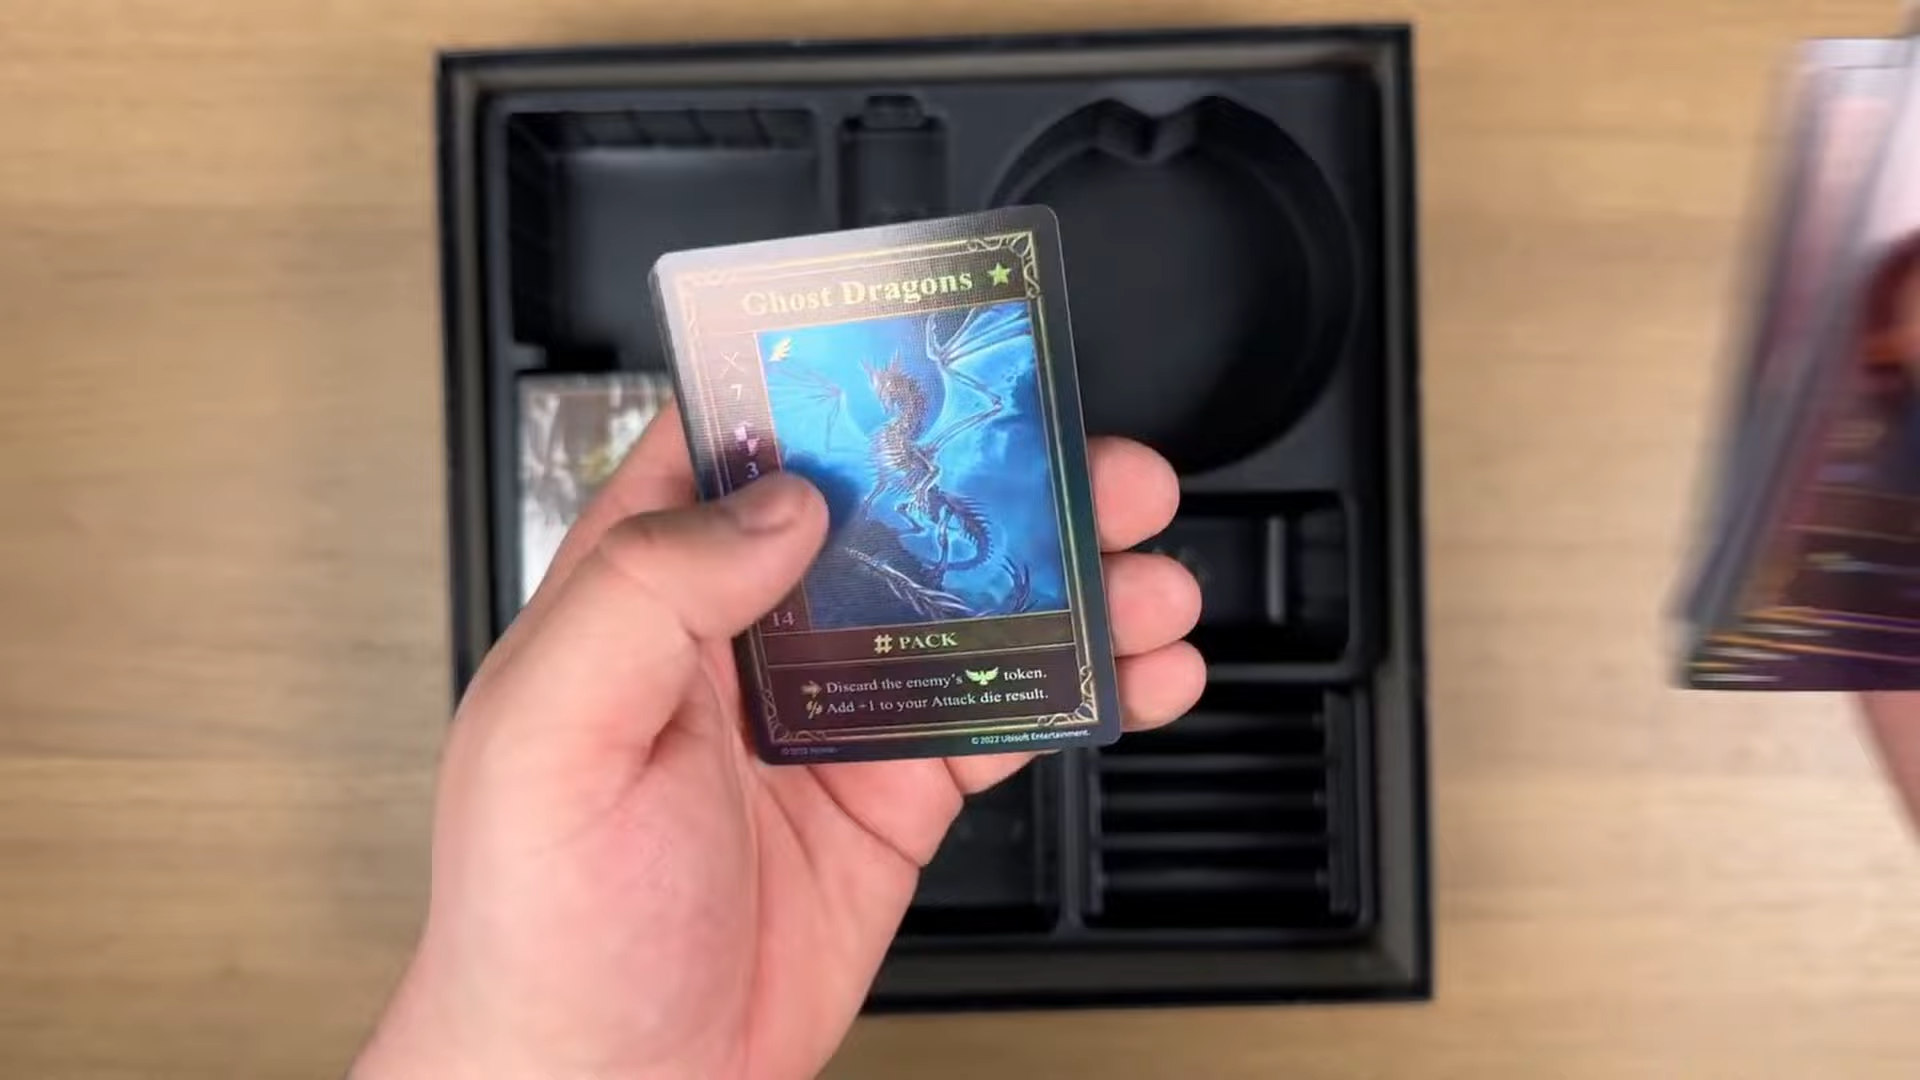 Ghost Dragons
7
3
14
# PACK
Discard the enemy's token.
Add +1 to your Attack die result.
© 2022 Ubisoft Entertainment.